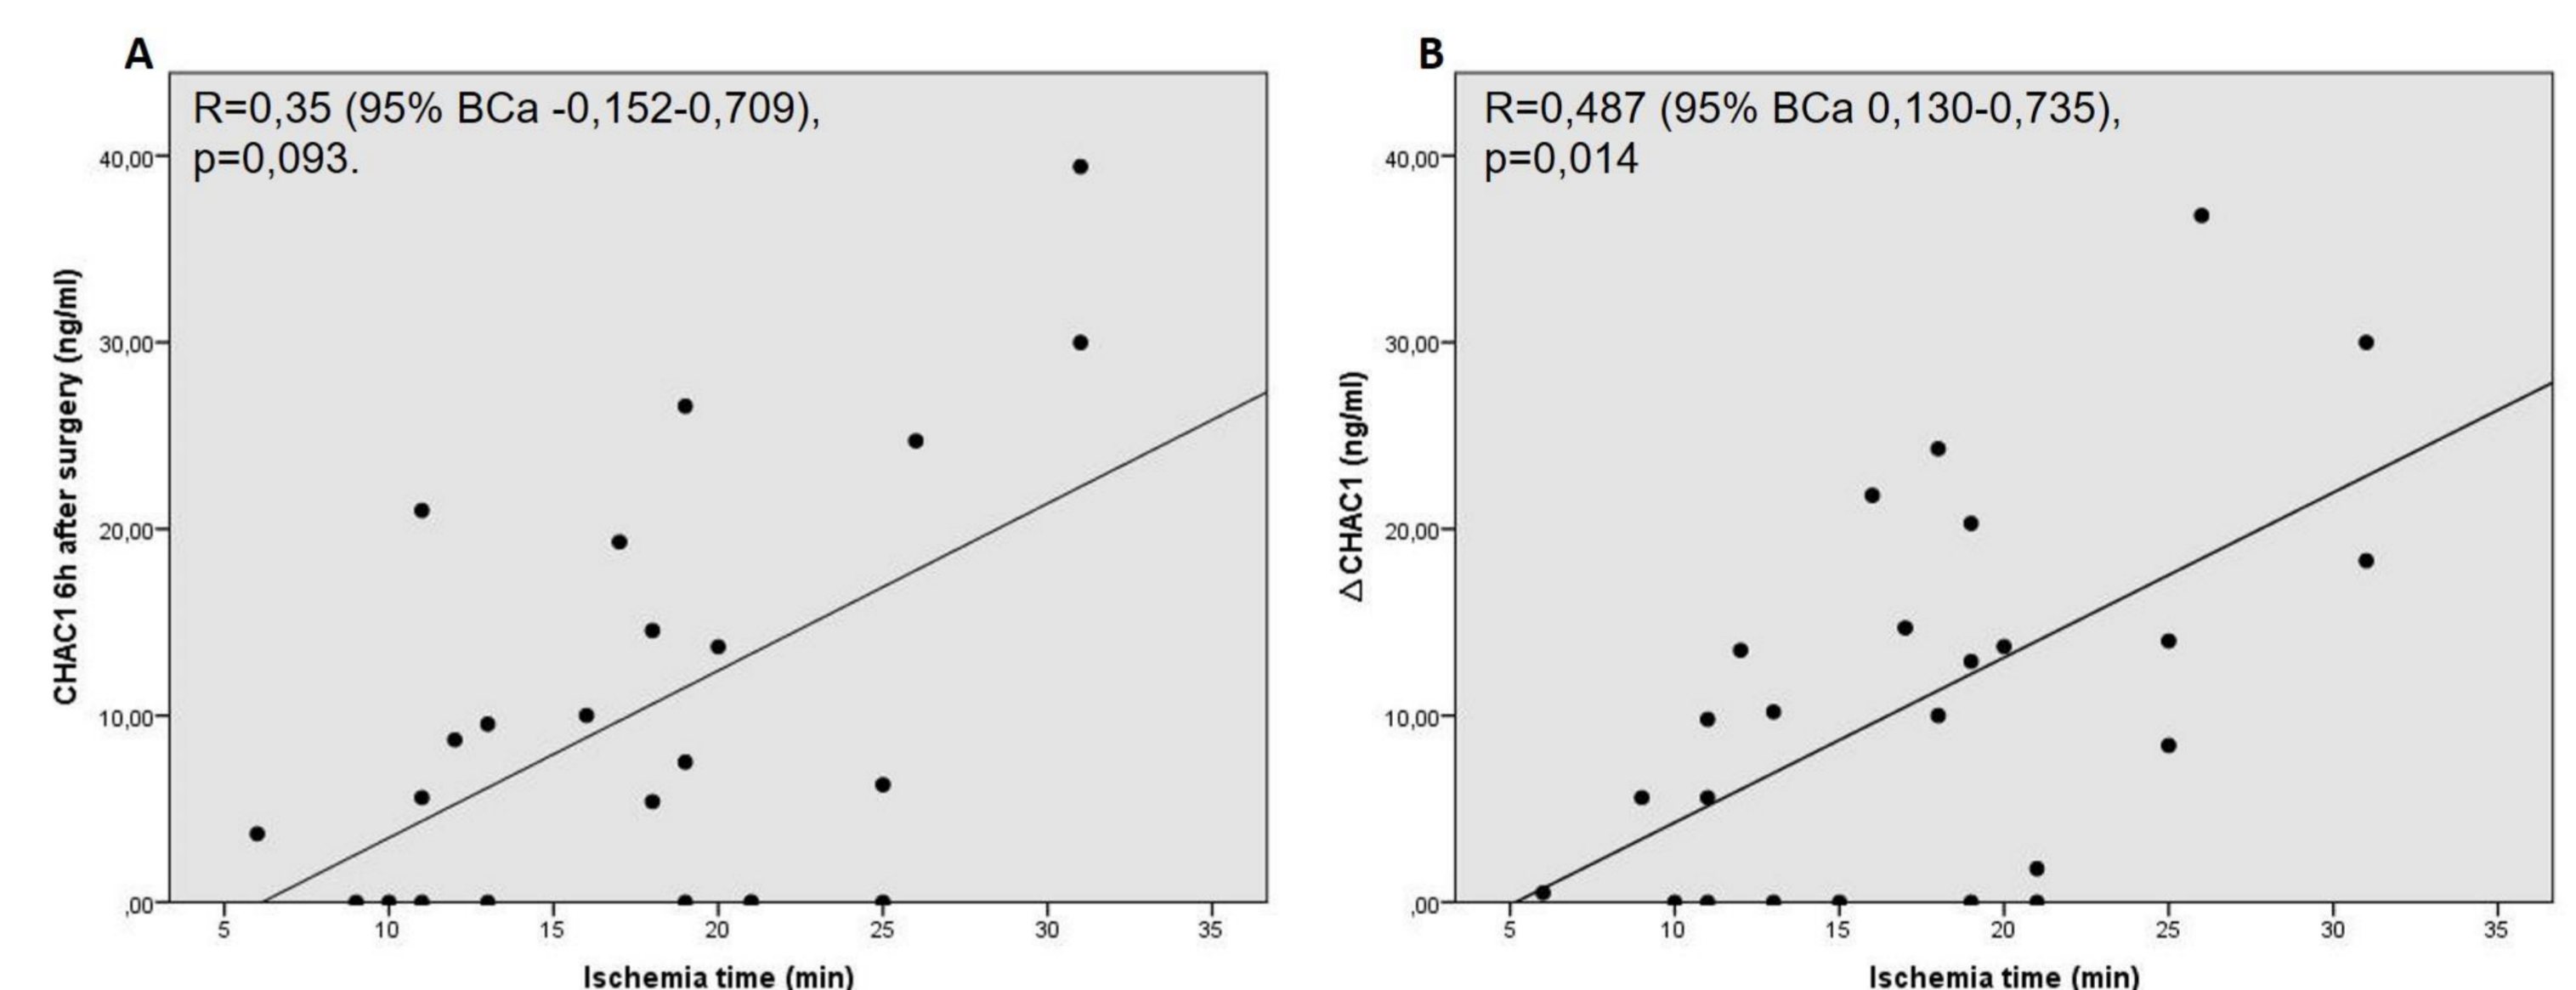 A
R=0,35 (95% BCa -0,152-0,709),
p=0,093.
CHAC1 6h after surgery (ng/ml)
40,00
30,00
20,00
10,00
,00
5 10 15 20 25 30 35
Ischemia time (min)
B
R=0,487 (95% BCa 0,130-0,735),
p=0,014
△CHAC1 (ng/ml)
40,00
30,00
20,00
10,00
,00
5 10 15 20 25 30 35
Ischemia time (min)